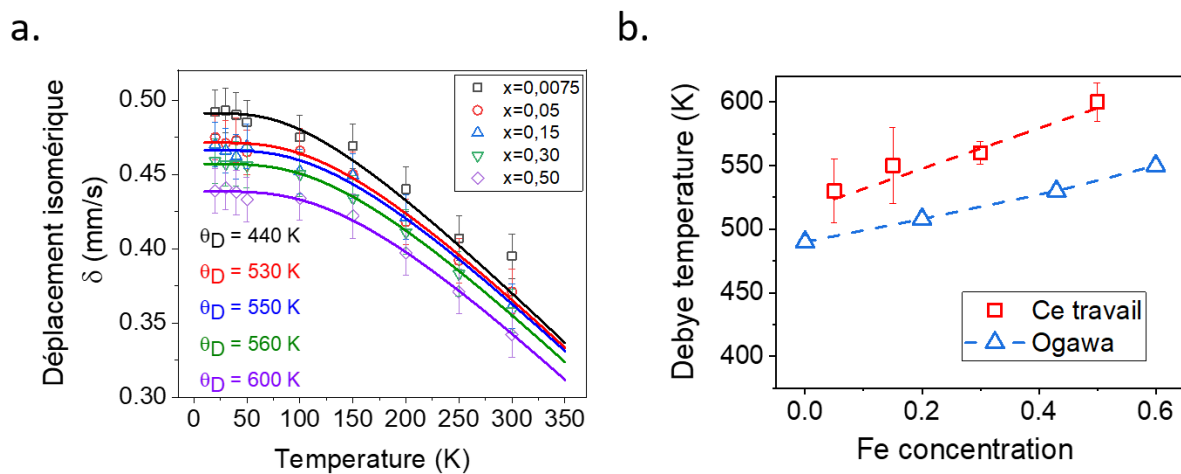 a.
Déplacement isomérique
δ (mm/s)
0.50
0.45
0.40
0.35
0.30
x=0,0075
x=0,05
x=0,15
x=0,30
x=0,50
θD = 440 K
θD = 530 K
θD = 550 K
θD = 560 K
θD = 600 K
0 50 100 150 200 250 300 350
Temperature (K)
b.
Debye temperature (K)
600
550
500
450
400
Ce travail
Ogawa
0.0 0.2 0.4 0.6
Fe concentration